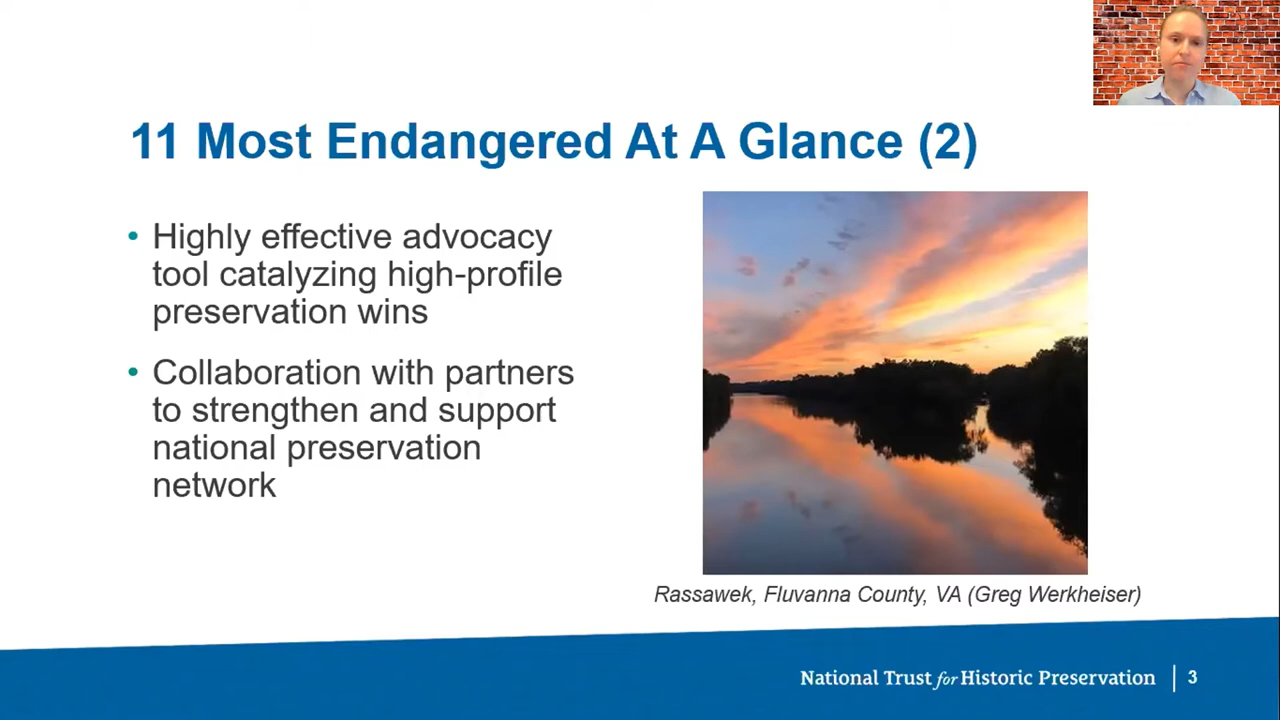 11 Most Endangered At A Glance (2)
• Highly effective advocacy
tool catalyzing high-profile
preservation wins
• Collaboration with partners
to strengthen and support
national preservation
network
Rassawek, Fluvanna County, VA (Greg Werkheiser)
National Trust for Historic Preservation | 3